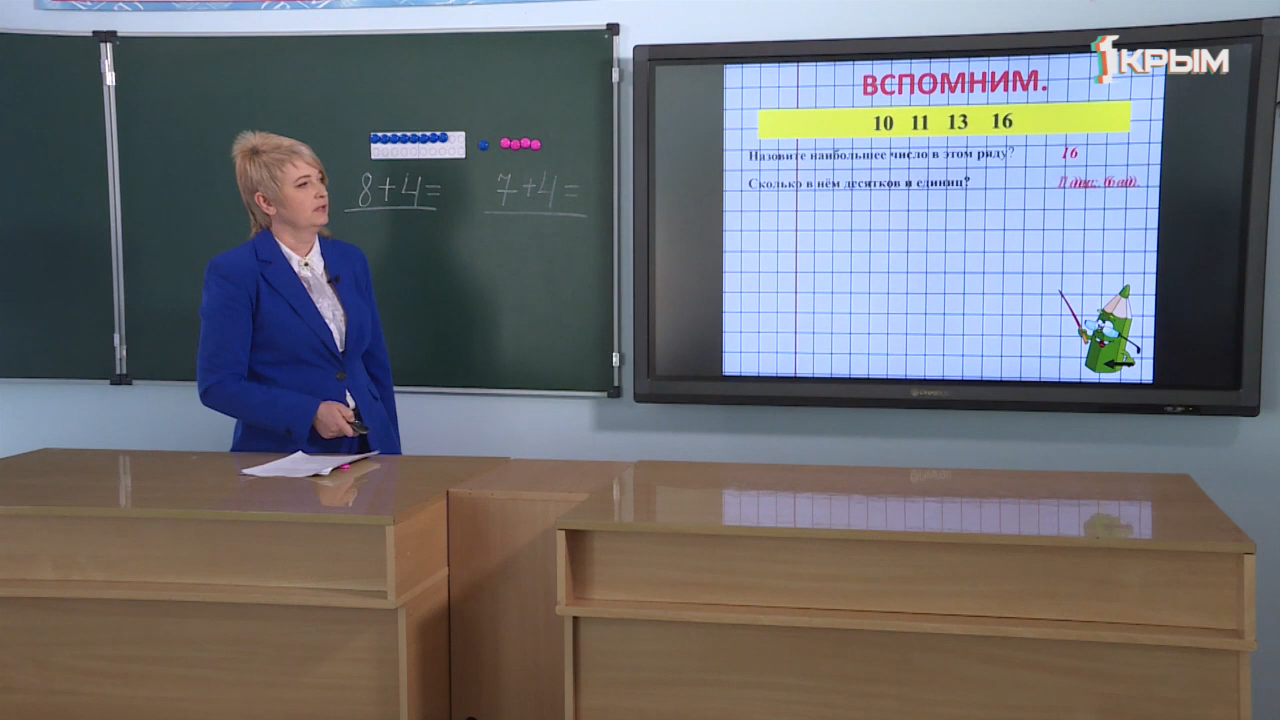 8+4=
7+4=
1КРЫМ
ВСПОМНИМ.
10 11 13 16
Назовите наибольшее число в этом ряду? 16
Сколько в нём десятков и единиц?